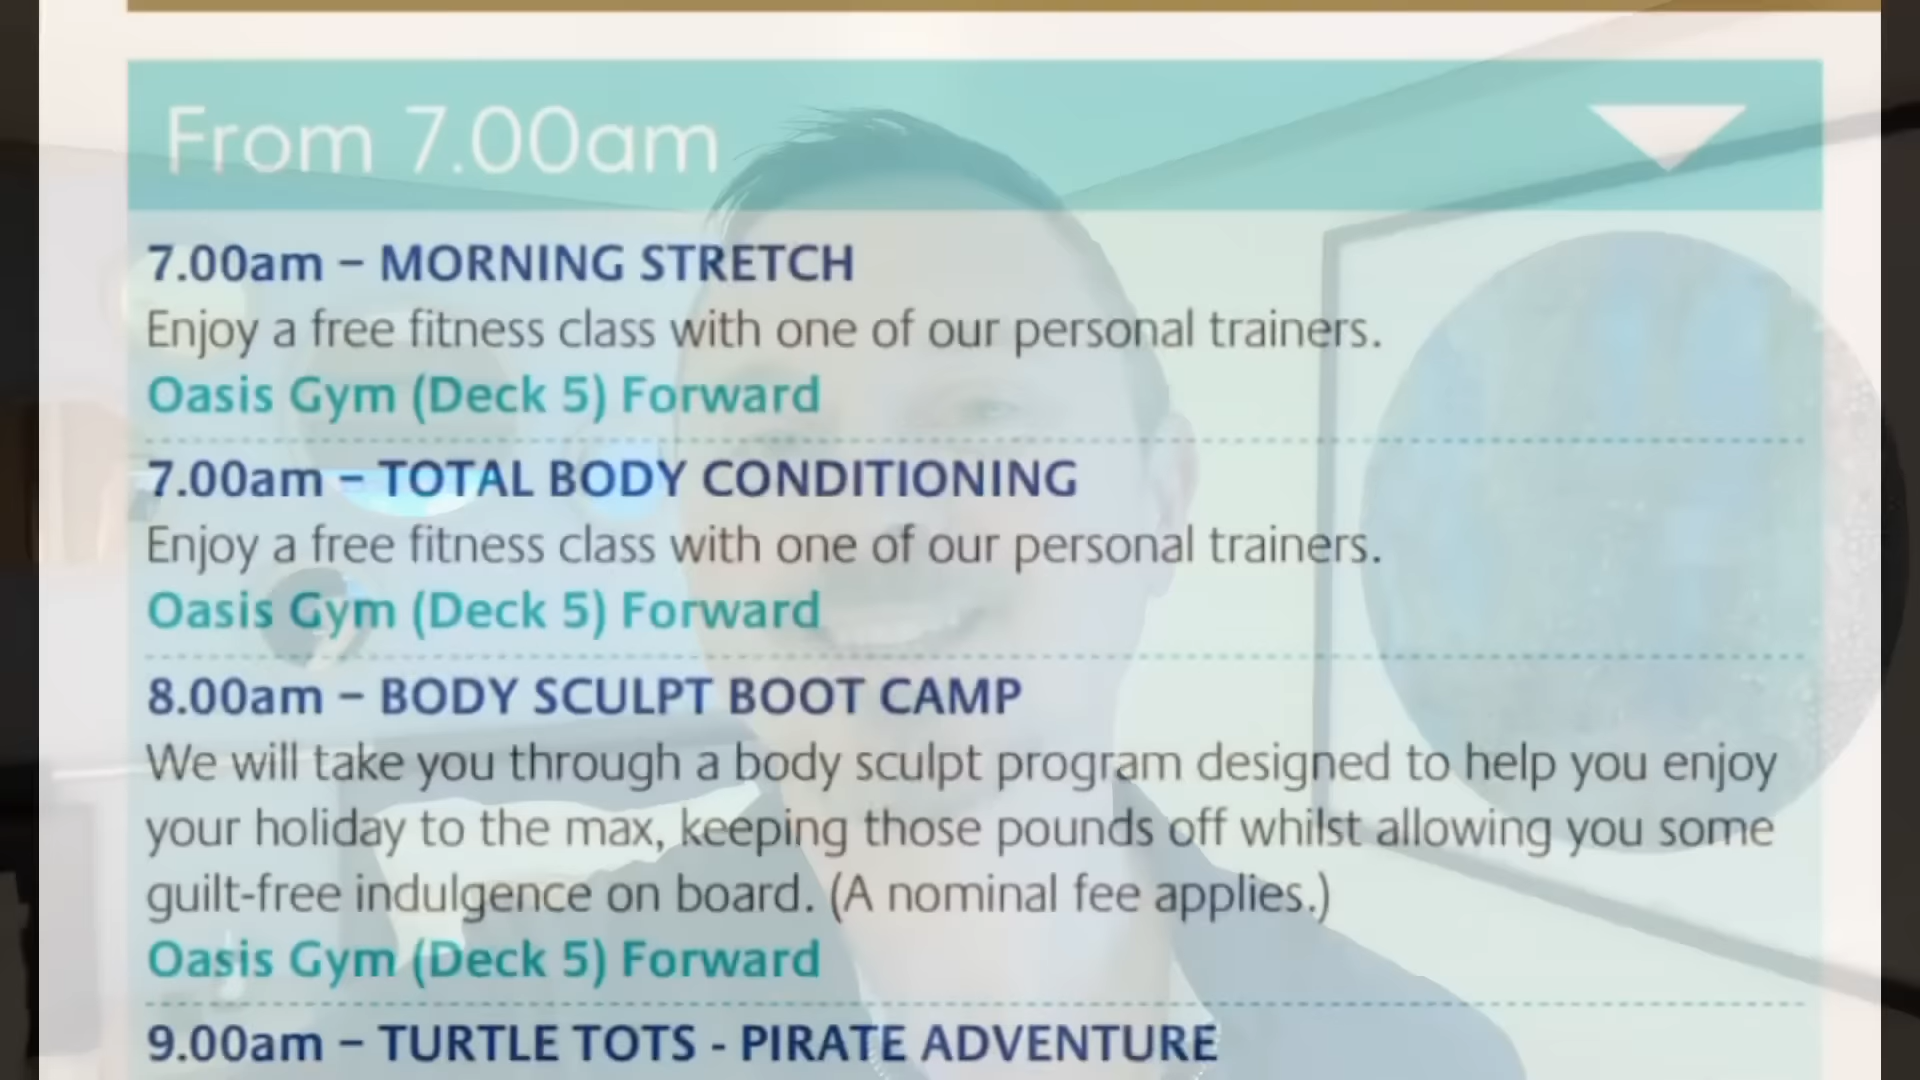 From 7.00am
7.00am – MORNING STRETCH
Enjoy a free fitness class with one of our personal trainers.
Oasis Gym (Deck 5) Forward
7.00am – TOTAL BODY CONDITIONING
Enjoy a free fitness class with one of our personal trainers.
Oasis Gym (Deck 5) Forward
8.00am – BODY SCULPT BOOT CAMP
We will take you through a body sculpt program designed to help you enjoy
your holiday to the max, keeping those pounds off whilst allowing you some
guilt-free indulgence on board. (A nominal fee applies.)
Oasis Gym (Deck 5) Forward
9.00am – TURTLE TOTS - PIRATE ADVENTURE